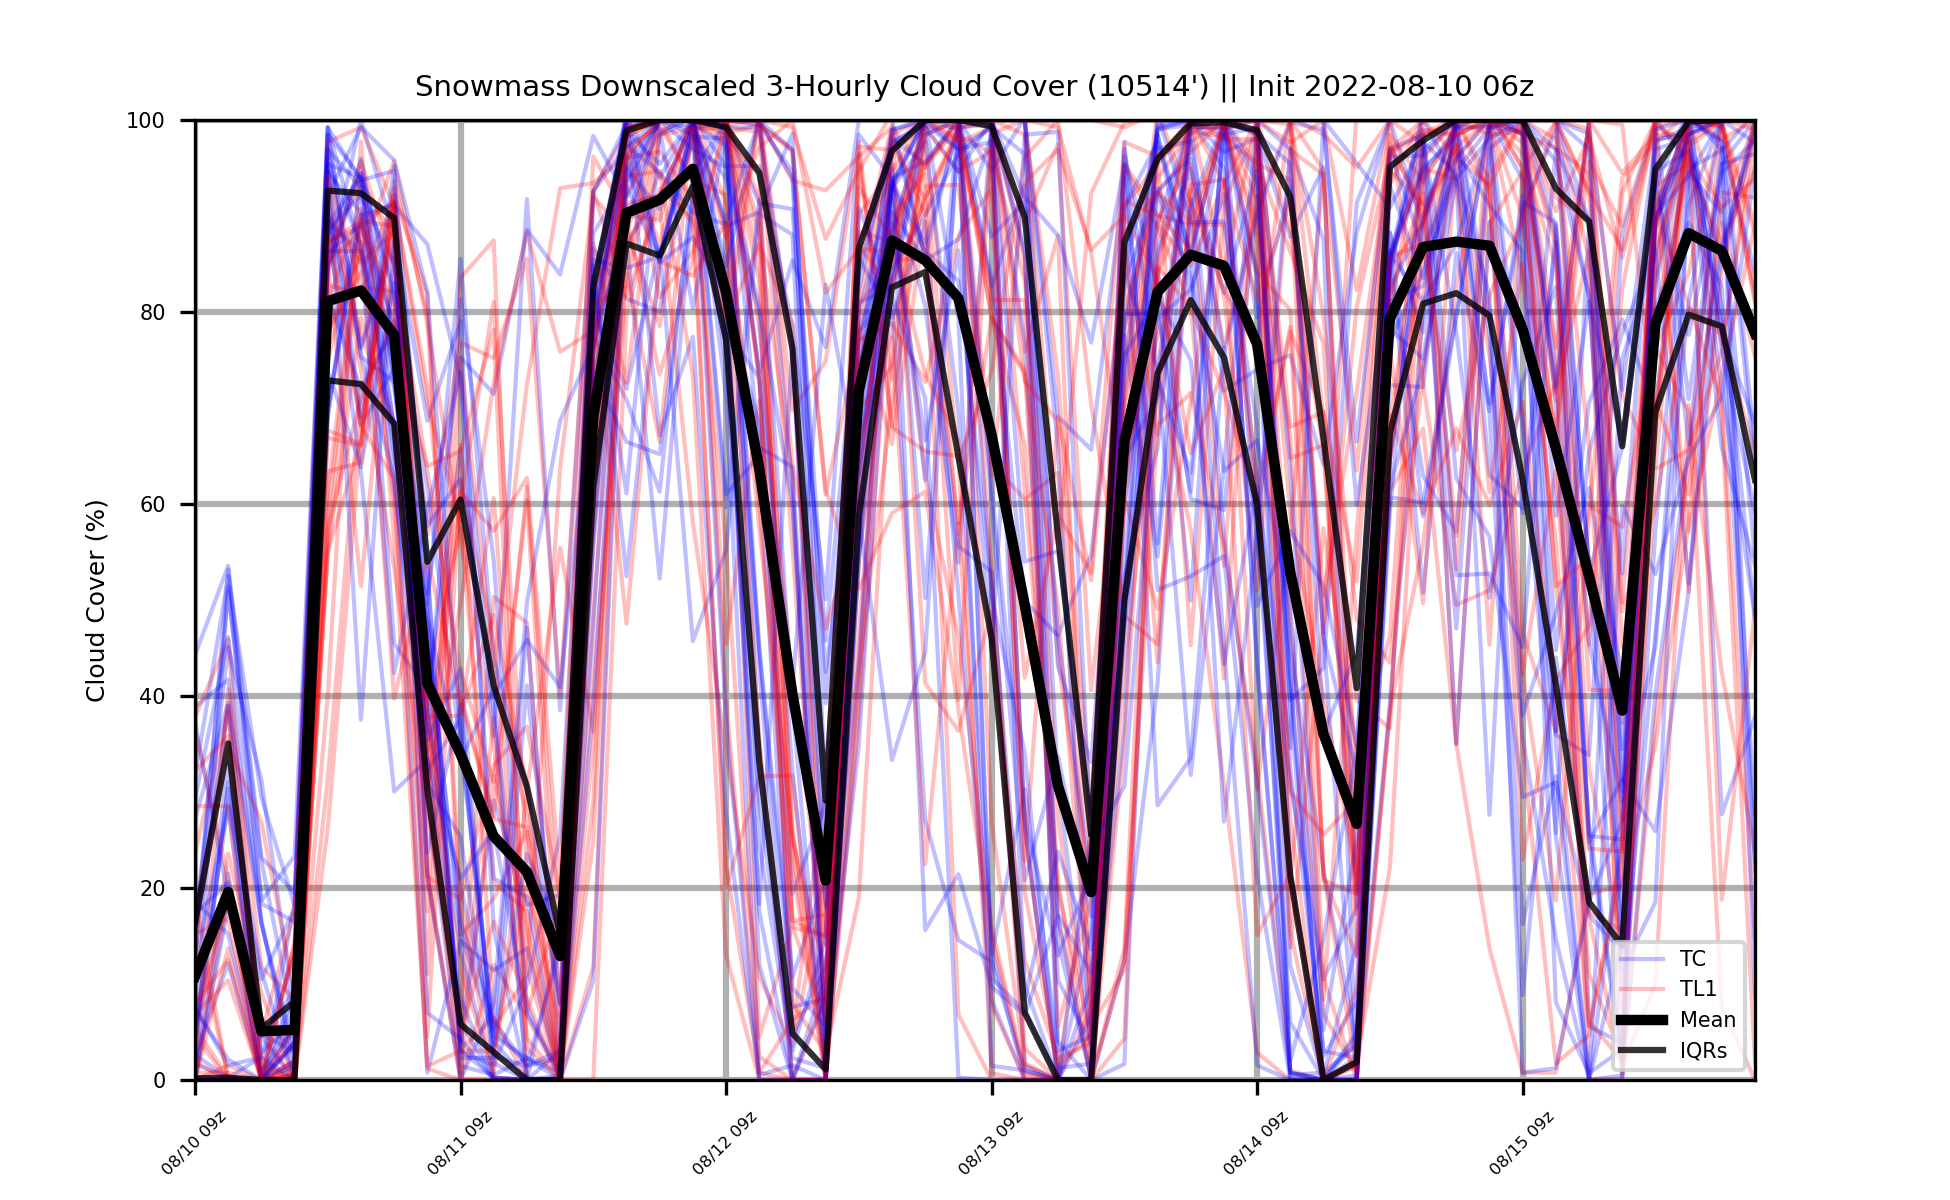 Snowmass Downscaled 3-Hourly Cloud Cover (10514') || Init 2022-08-10 06z
Cloud Cover (%)
100
80
60
40
20
0
08/10 09z
08/11 09z
08/12 09z
08/13 09z
08/14 09z
08/15 09z
TC
TL1
Mean
IQRs